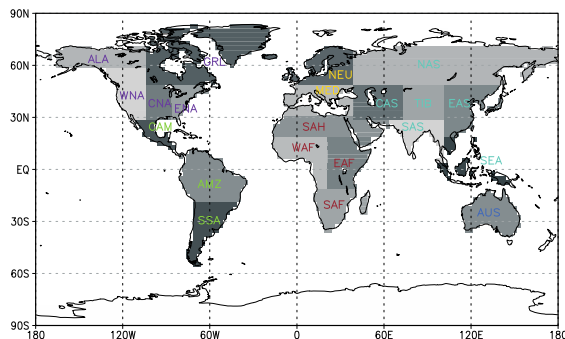 90N
60N
30N
EQ
30S
60S
90S
ALA
GRL
NEU
NAS
WNA
CNA
ENA
MED
CAS
TIB
EAS
CAM
SAH
SAS
WAF
EAF
SEA
AMZ
SSA
SAF
AUS
180 120W 60W 0 60E 120E 180